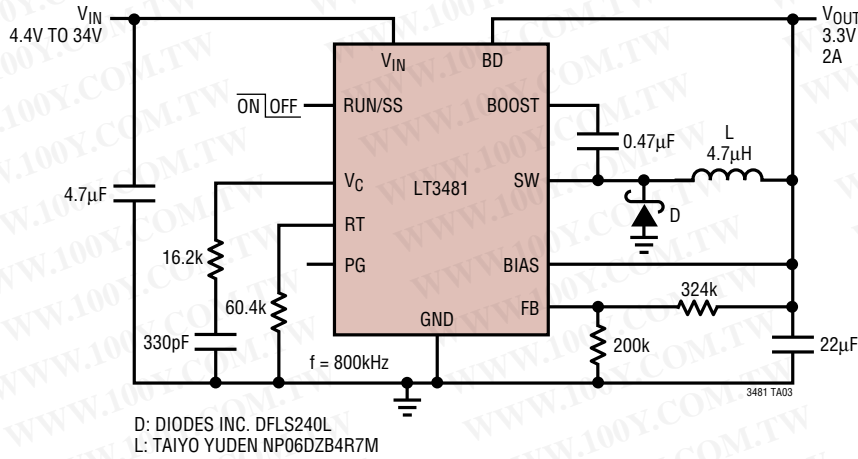 VIN
4.4V TO 34V
VOUT
3.3V
2A
VIN
BD
ON OFF
RUN/SS
BOOST
0.47µF
L
4.7µH
4.7µF
VC
LT3481
SW
D
RT
16.2k
PG
BIAS
60.4k
324k
GND
FB
330pF
f = 800kHz
200k
22µF
3481 TA03
D: DIODES INC. DFLS240L
L: TAIYO YUDEN NP06DZB4R7M
WWW.100Y.COM.TW